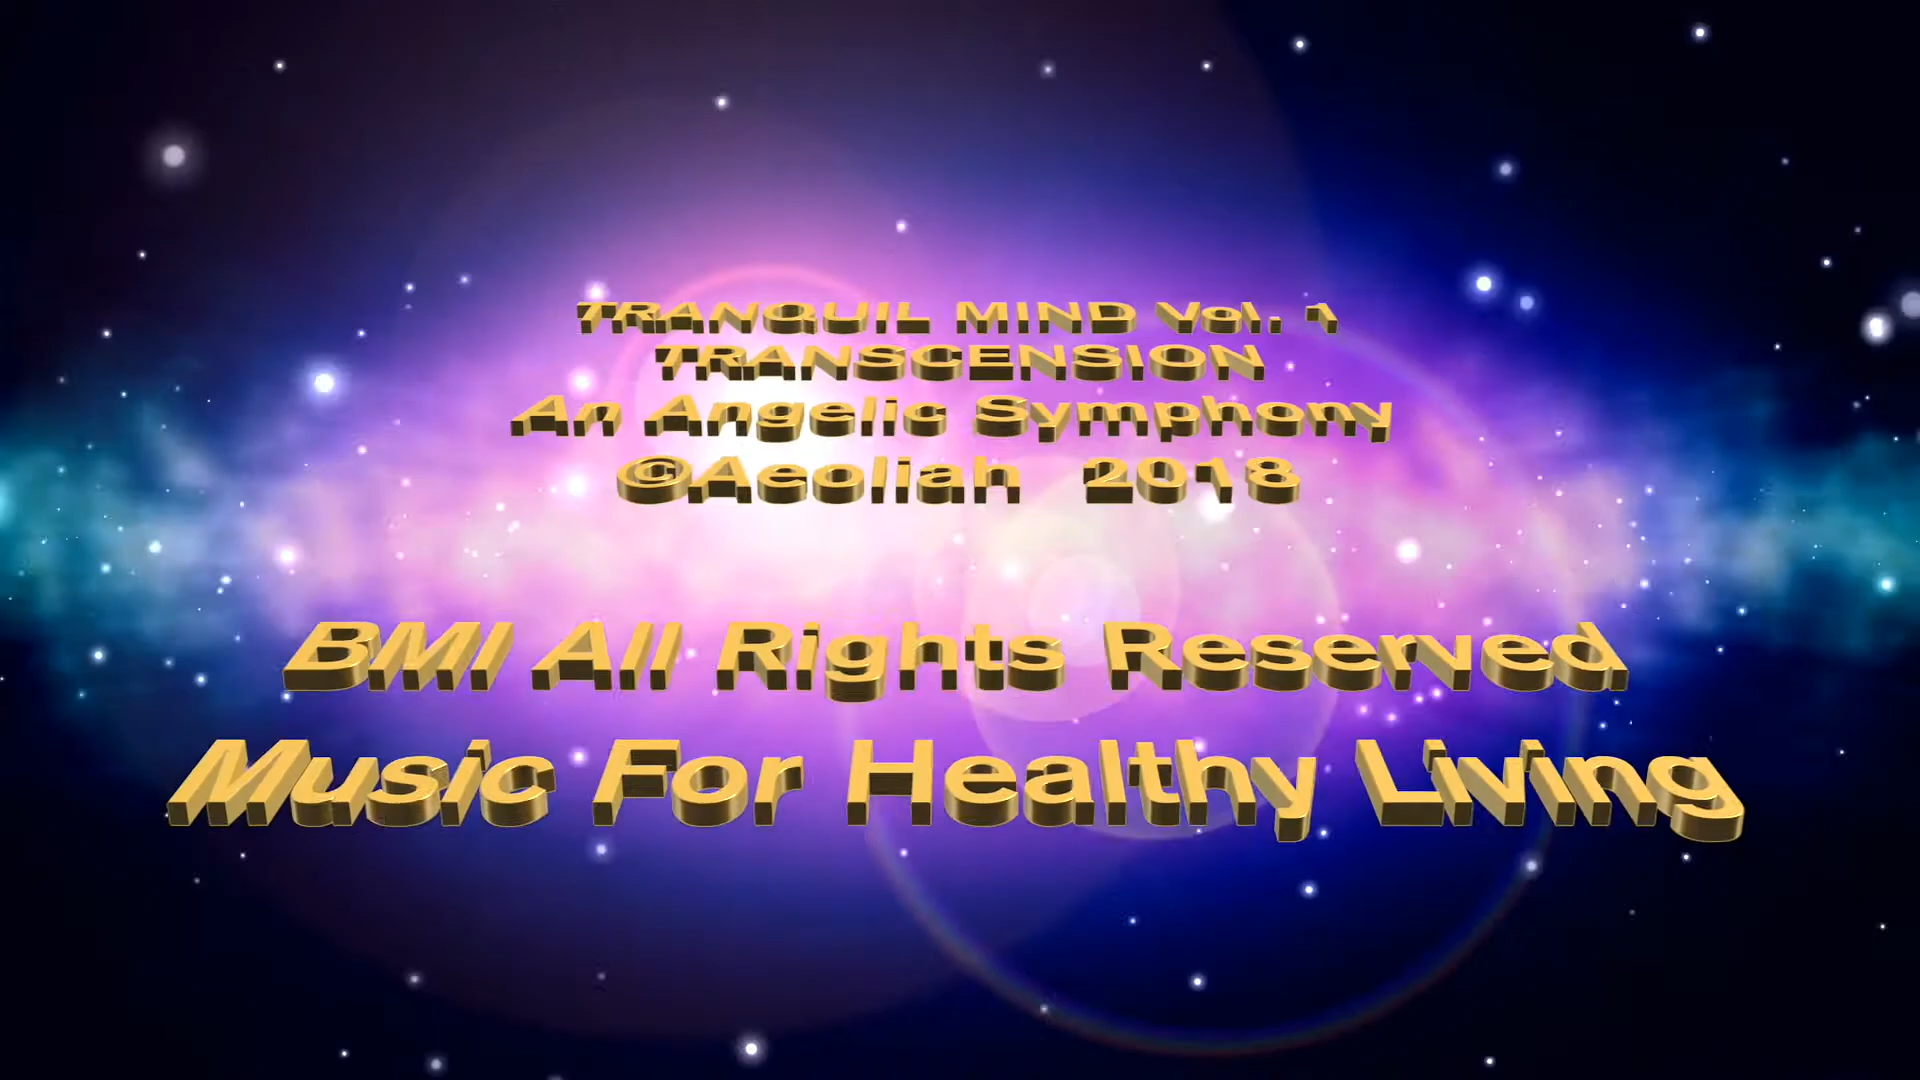 TRANQUIL MIND Vol. 1
TRANSCENSION
An Angelic Symphony
©Aeoliah 2018
BMI All Rights Reserved
Music For Healthy Living